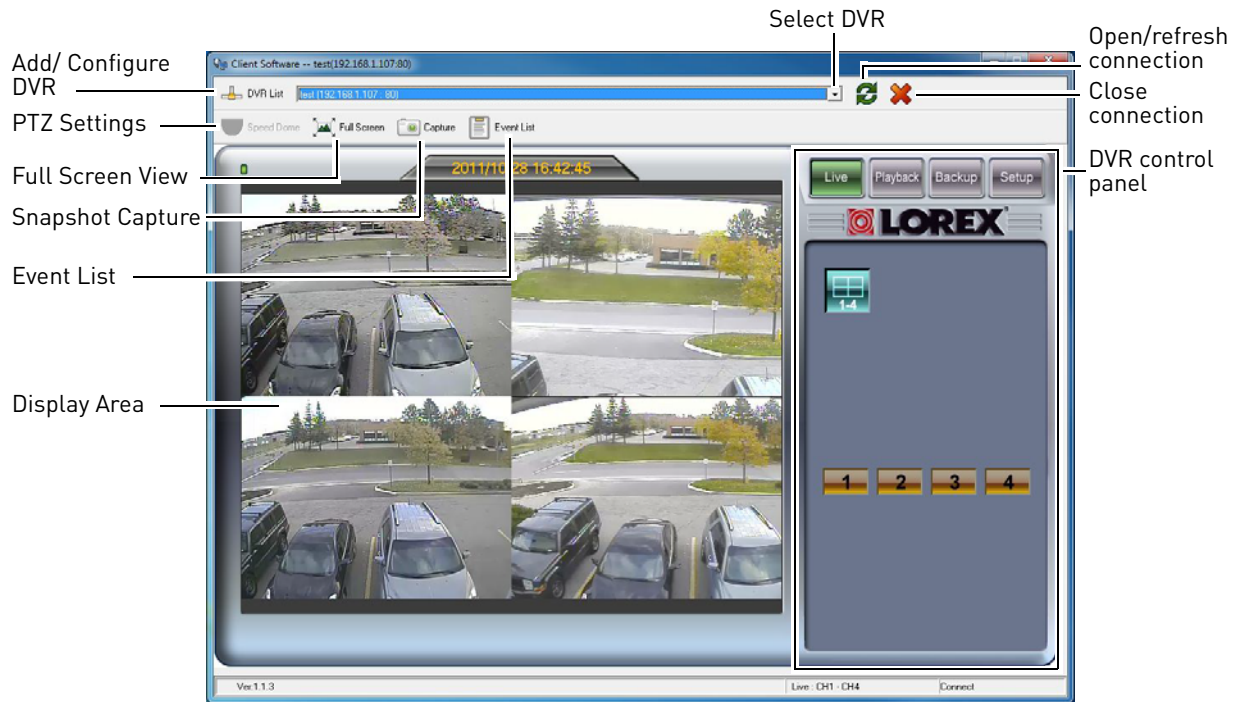 Select DVR
Open/refresh
connection
Add/ Configure
DVR
Client Software -- test(192.168.1.107:80)
DVR List
test (192.168.1.107 : 80)
Close
connection
PTZ Settings
Speed Dome
Full Screen
Capture
Event List
DVR control
panel
Full Screen View
2011/10/28 16:42:45
Live
Playback
Backup
Setup
Snapshot Capture
LOREX
Event List
1-4
Display Area
1
2
3
4
Ver:1.1.3
Live : CH1 - CH4
Connect